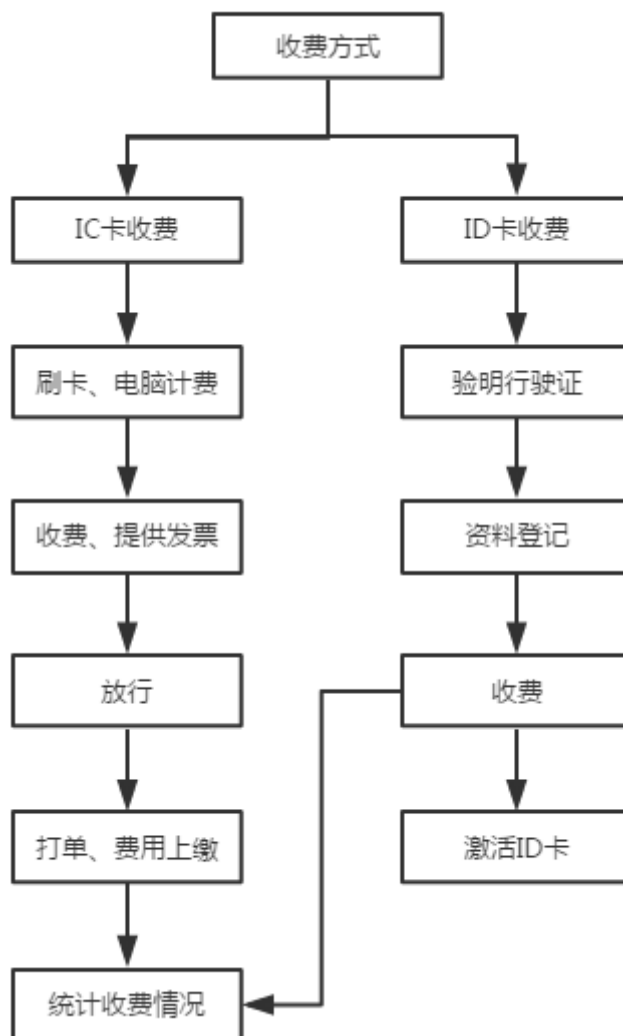 收费方式
IC卡收费
ID卡收费
刷卡、电脑计费
验明行驶证
收费、提供发票
资料登记
放行
收费
打单、费用上缴
激活ID卡
统计收费情况